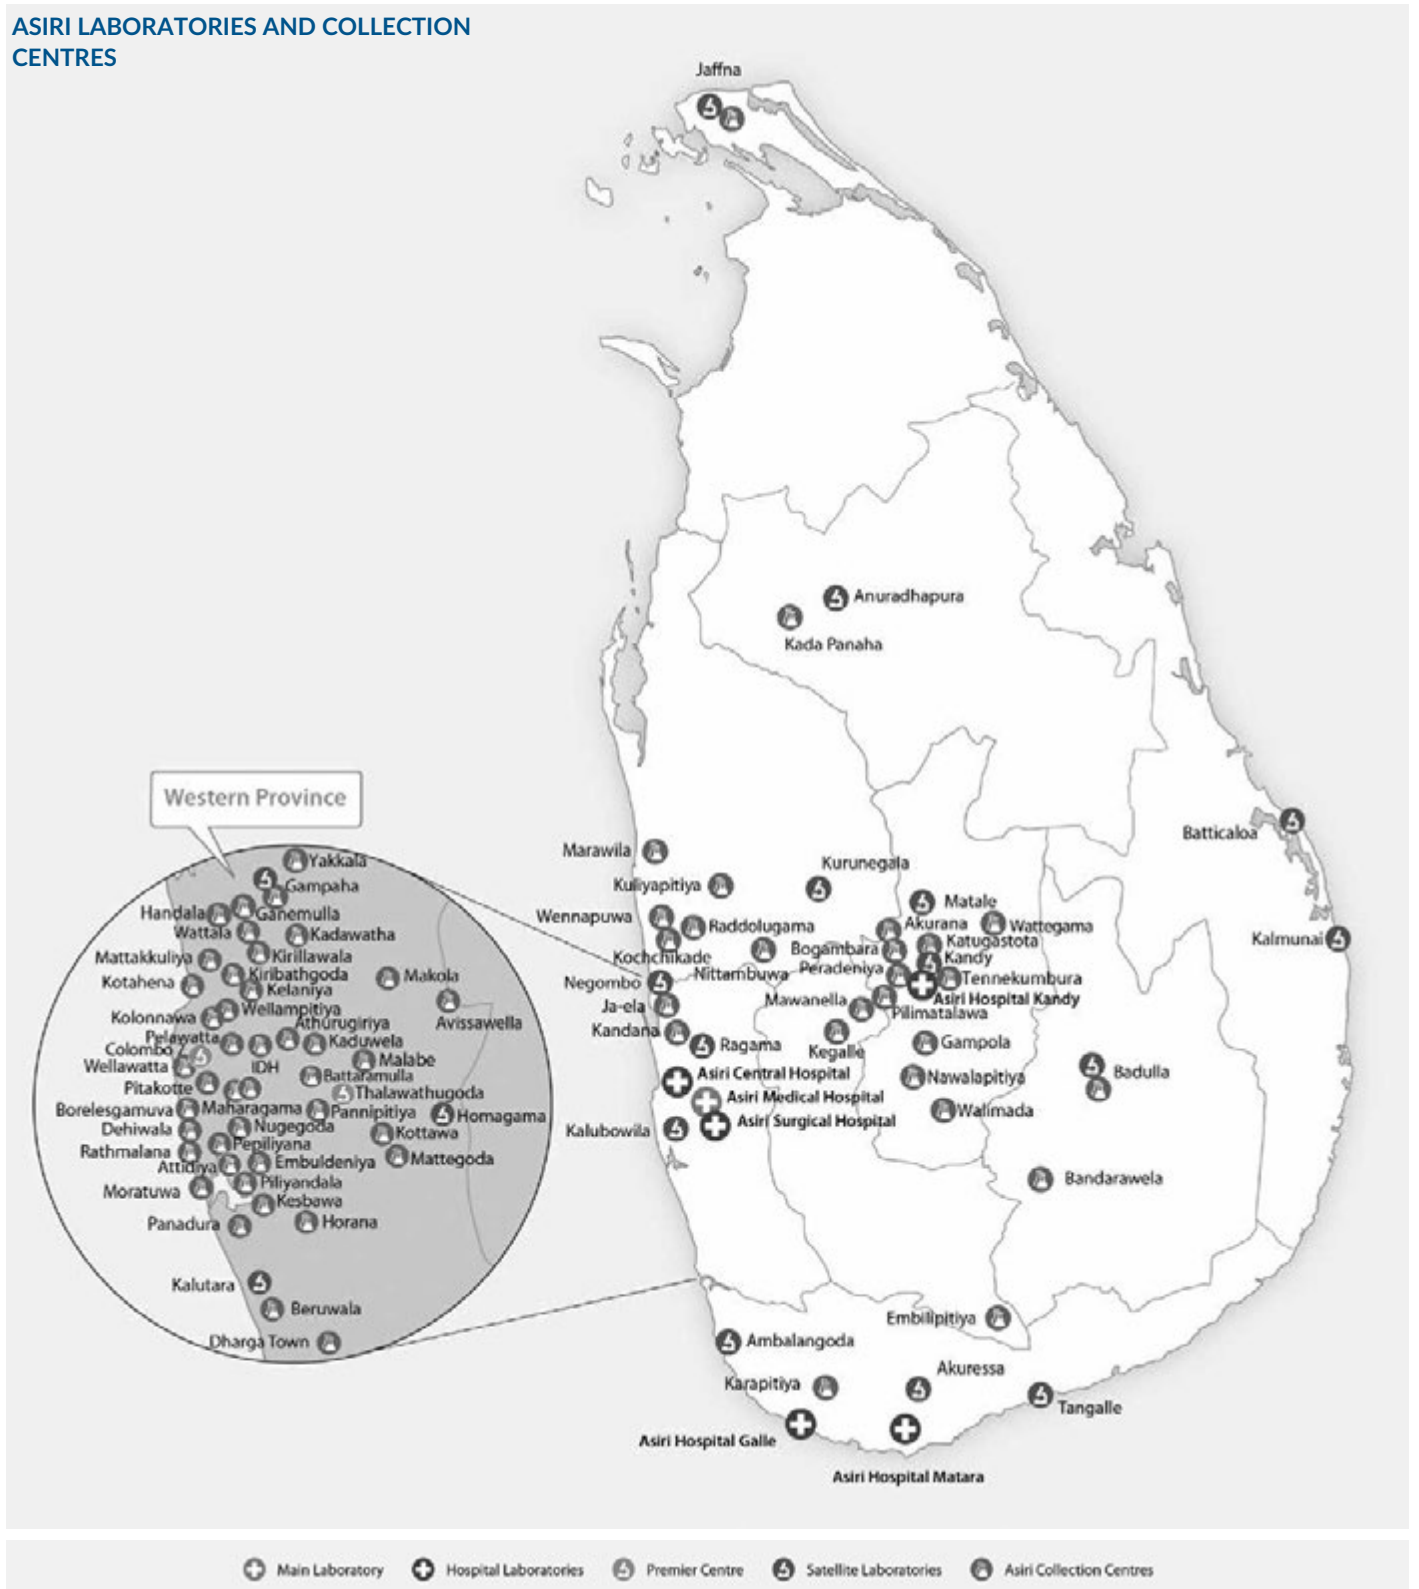 ASIRI LABORATORIES AND COLLECTION
CENTRES
Jaffna
Anuradhapura
Kada Panaha
Western Province
Batticaloa
Marawila
Kurunegala
Kuliyapitiya
Matale
Wennapuwa
Raddolugama
Akurana
Wattegama
Kalmunai
Kochchikade
Bogambara
Katugastota
Kandy
Negombo
Nittambuwa
Peradeniya
Tennekumbura
Ja-ela
Mawanella
Asiri Hospital Kandy
Pilimatalawa
Kandana
Ragama
Kegalle
Gampola
Asiri Central Hospital
Nawalapitiya
Badulla
Asiri Medical Hospital
Walimada
Kalubowila
Asiri Surgical Hospital
Bandarawela
Embilipitiya
Ambalangoda
Akuressa
Karapitiya
Tangalle
Asiri Hospital Galle
Asiri Hospital Matara
Yakkala
Gampaha
Handala
Ganemulla
Wattala
Kadawatha
Mattakkuliya
Kirillawala
Kotahena
Kiribathgoda
Makola
Kelaniya
Kolonnawa
Wellampitiya
Avissawella
Athurugiriya
Pelawatta
Kaduwela
Colombo 7
Wellawatta
IDH
Malabe
Battaramulla
Pitakotte
Thalawathugoda
Borelesgamuva
Maharagama
Pannipitiya
Homagama
Dehiwala
Nugegoda
Kottawa
Rathmalana
Pepiliyana
Attidiya
Embuldeniya
Mattegoda
Moratuwa
Piliyandala
Kesbawa
Panadura
Horana
Kalutara
Beruwala
Dharga Town
Main Laboratory
Hospital Laboratories
Premier Centre
Satellite Laboratories
Asiri Collection Centres